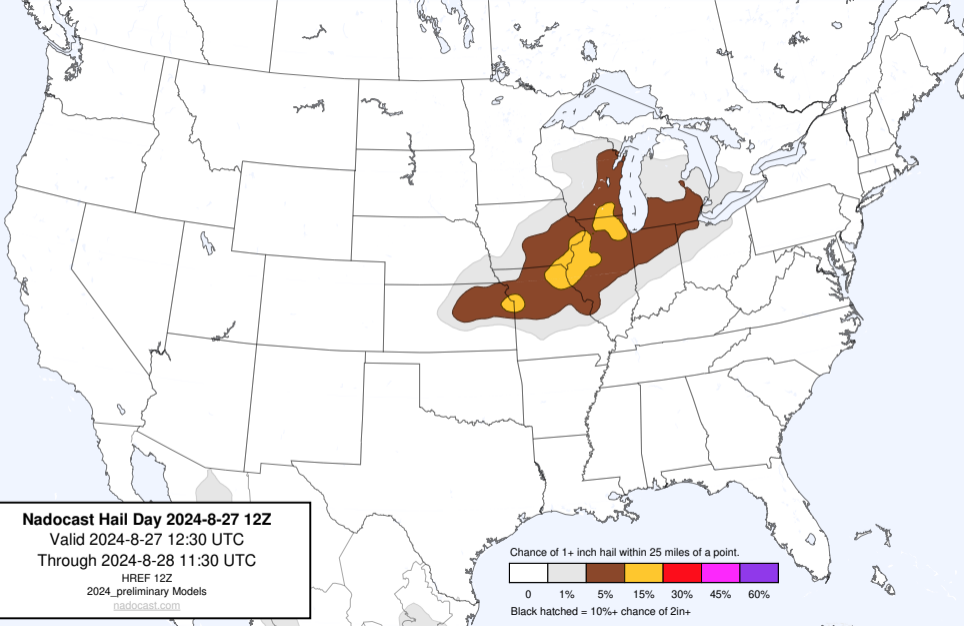 Nadocast Hail Day 2024-8-27 12Z
Valid 2024-8-27 12:30 UTC
Through 2024-8-28 11:30 UTC
HREF 12Z
2024_preliminary Models
nadocast.com
Chance of 1+ inch hail within 25 miles of a point.
0 1% 5% 15% 30% 45% 60%
Black hatched = 10%+ chance of 2in+